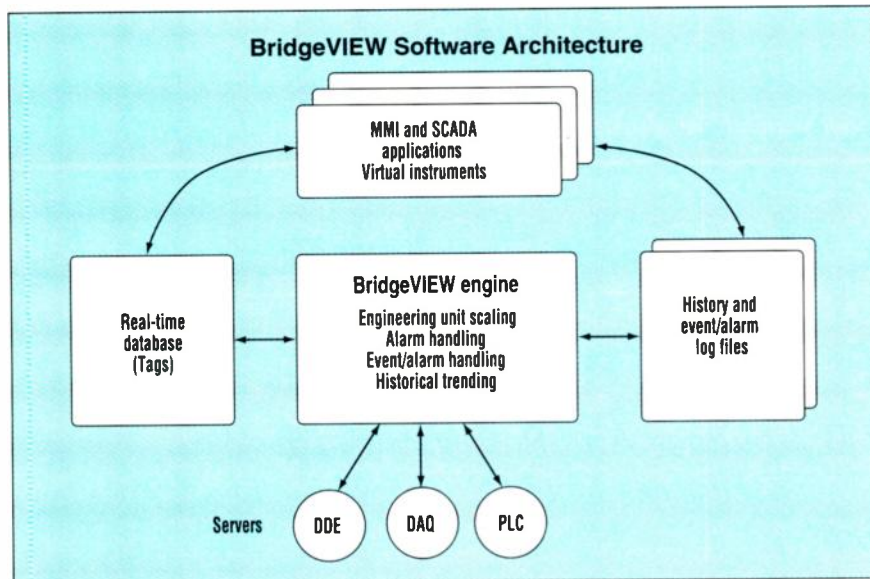 BridgeVIEW Software Architecture
MMI and SCADA
applications
Virtual instruments
Real-time
database
(Tags)
BridgeVIEW engine
Engineering unit scaling
Alarm handling
Event/alarm handling
Historical trending
History and
event/alarm
log files
Servers
DDE
DAQ
PLC